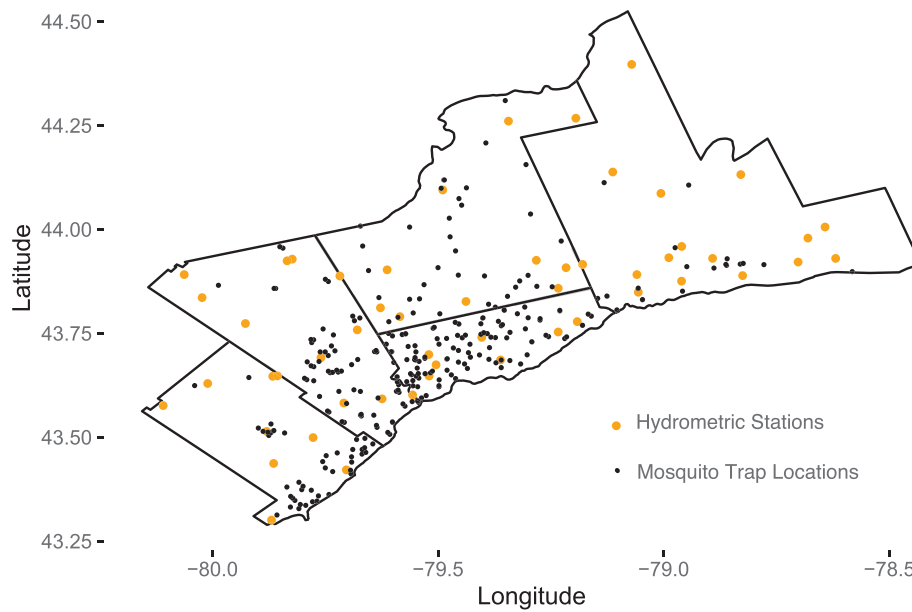 44.50
44.25
44.00
43.75
43.50
43.25
Latitude
Hydrometric Stations
Mosquito Trap Locations
−80.0 −79.5 −79.0 −78.5
Longitude